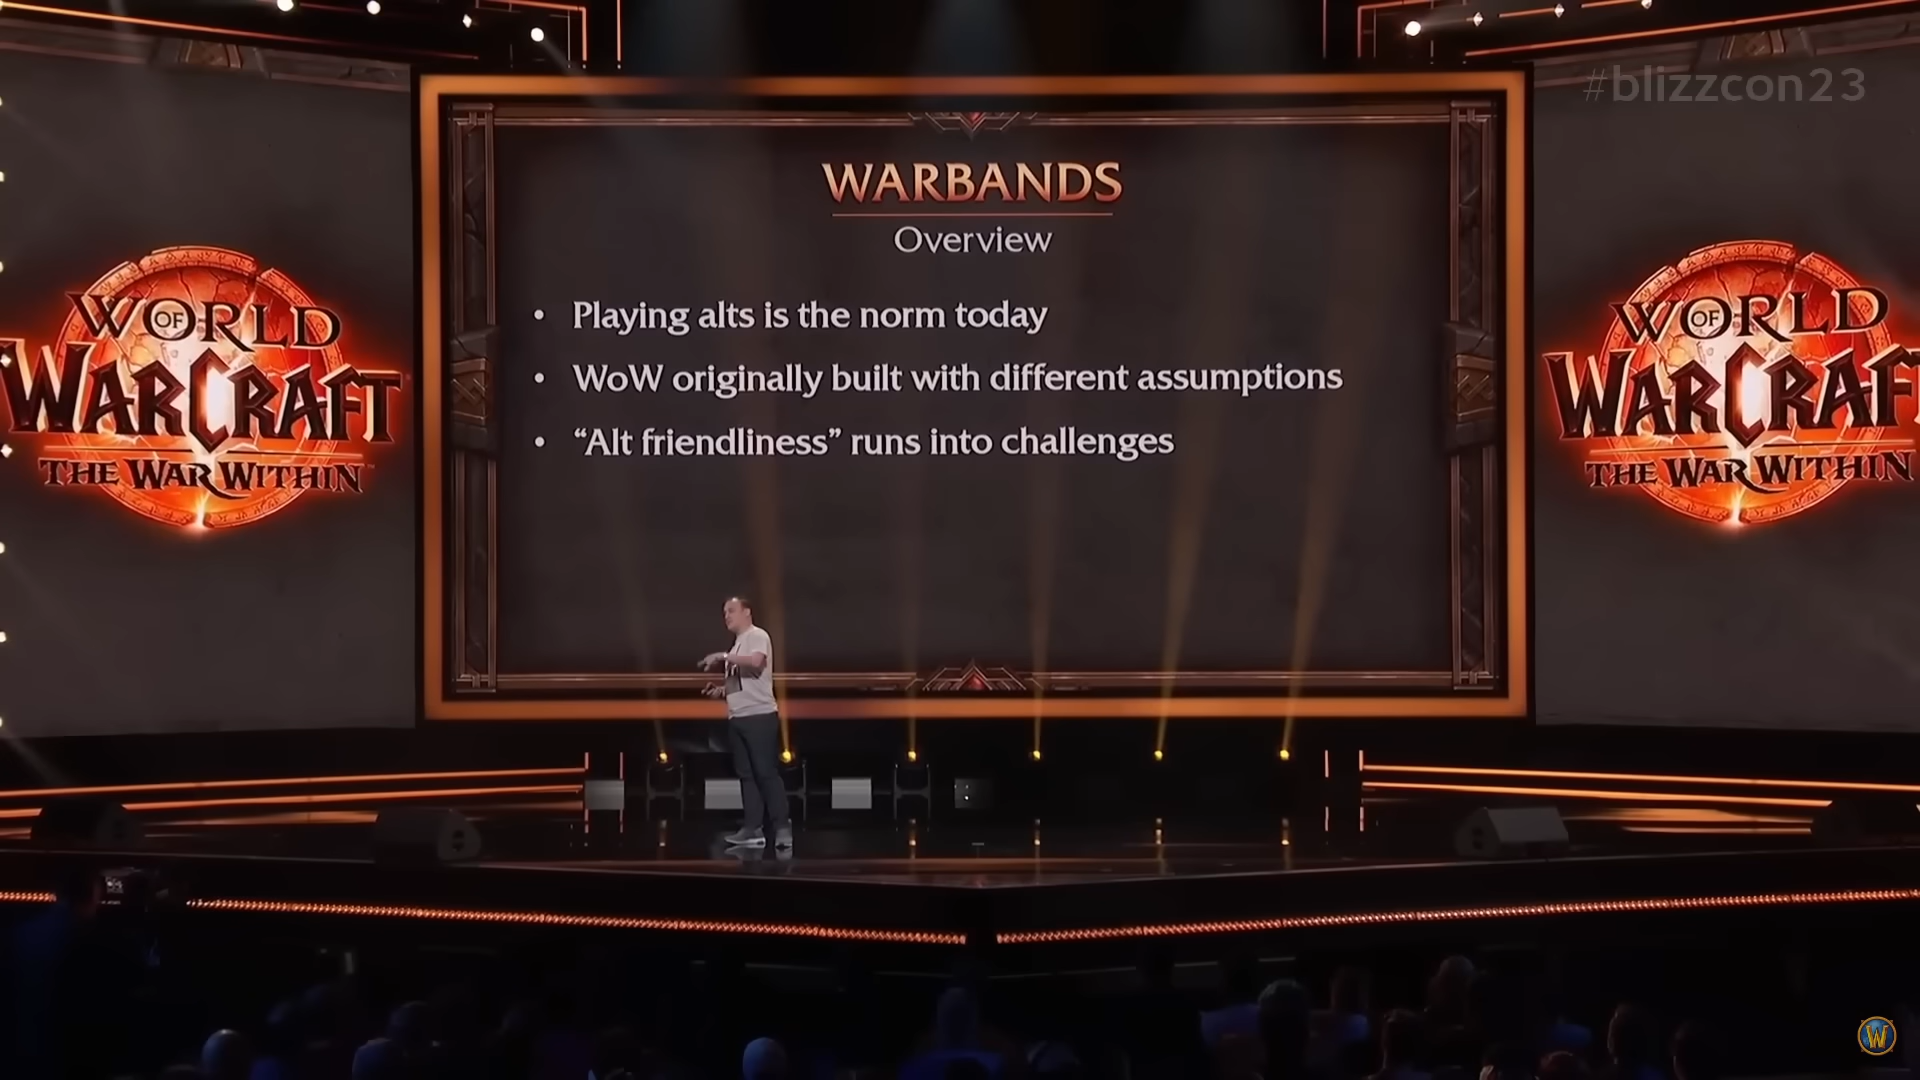 #blizzcon23
WARBANDS
Overview
• Playing alts is the norm today
• WoW originally built with different assumptions
• “Alt friendliness” runs into challenges
WORLD
OF
WARCRAFT
THE WAR WITHIN
WORLD
OF
WARCRAFT
THE WAR WITHIN
W